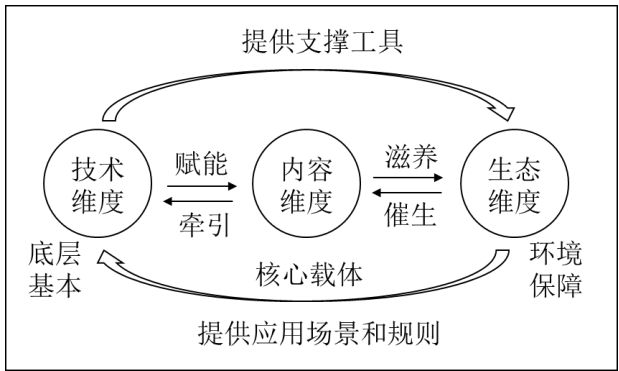 提供支撑工具
技术
维度
赋能
牵引
内容
维度
滋养
催生
生态
维度
底层
基本
核心载体
环境
保障
提供应用场景和规则